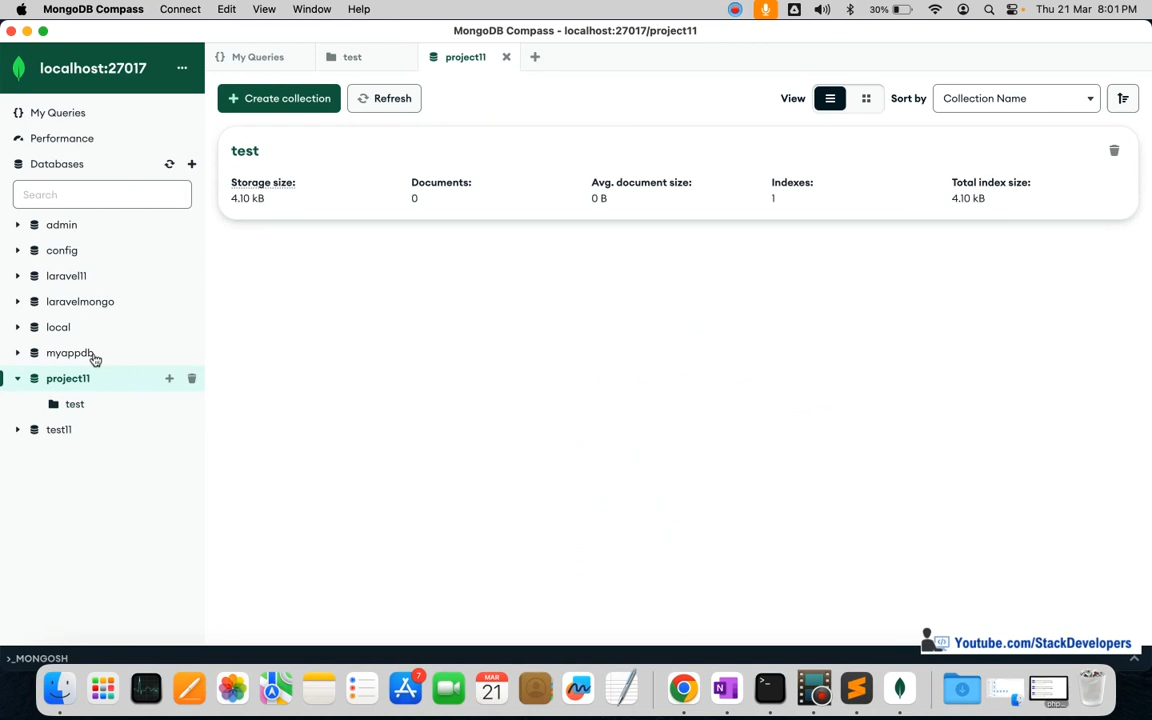 MongoDB Compass Connect Edit View Window Help 30% Thu 21 Mar 8:01 PM
MongoDB Compass - localhost:27017/project11
localhost:27017 ...
{} My Queries test project11
Create collection Refresh View Sort by Collection Name
{} My Queries
Performance
Databases
Search
admin
config
laravel11
laravelmongo
local
myappdb
project11
test
test11
test
Storage size: Documents: Avg. document size: Indexes: Total index size:
4.10 kB 0 0 B 1 4.10 kB
Youtube.com/StackDevelopers
>_MONGOSH
7
MAR
21
php...